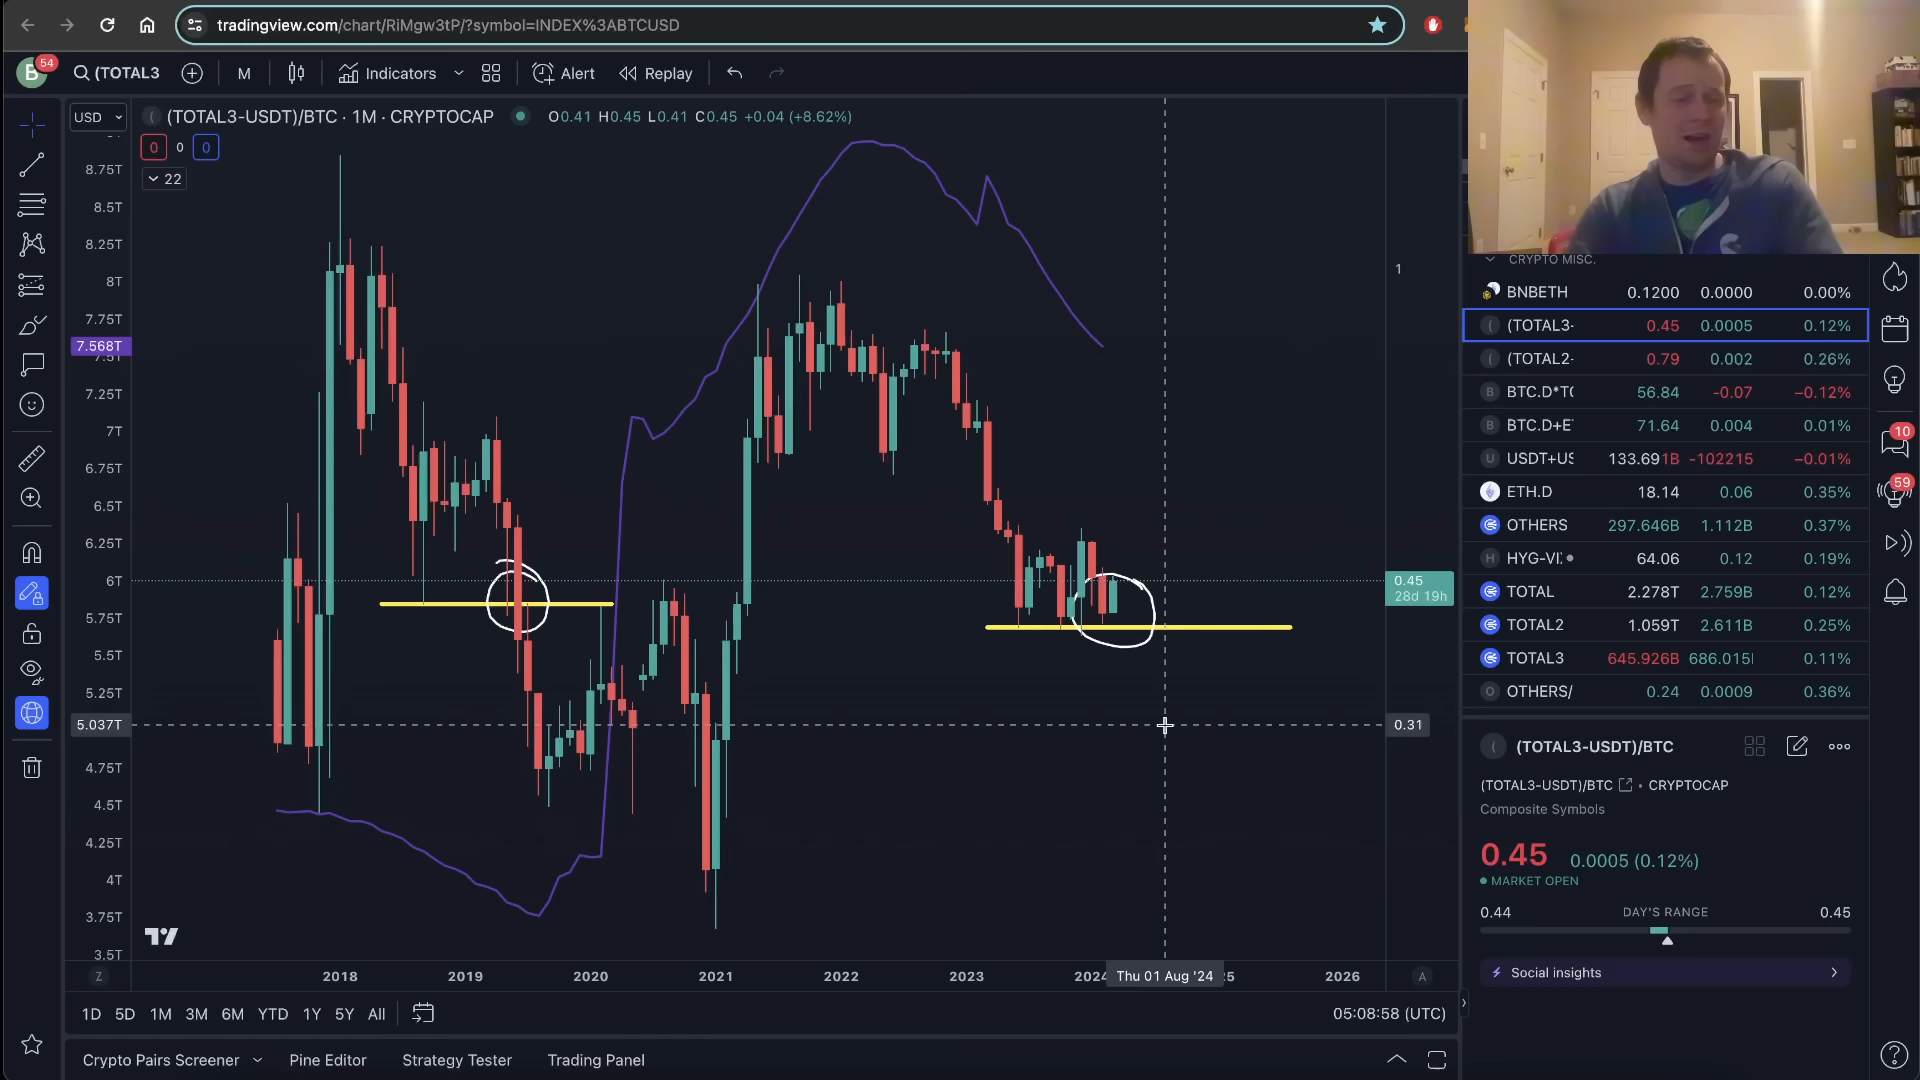 tradingview.com/chart/RiMgw3tP/?symbol=INDEX%3ABTCUSD
B 54
(TOTAL3
M
Indicators
Alert
Replay
USD
(TOTAL3-USDT)/BTC · 1M · CRYPTOCAP
O0.41 H0.45 L0.41 C0.45 +0.04 (+8.62%)
0 0 0
22
8.75T
8.5T
8.25T
8T
7.75T
7.568T
7.5T
7.25T
7T
6.75T
6.5T
6.25T
6T
5.75T
5.5T
5.25T
5.037T
4.75T
4.5T
4.25T
4T
3.75T
3.5T
1
0.45
28d 19h
0.31
Z
2018 2019 2020 2021 2022 2023 2024 Thu 01 Aug '24 2026
A
1D 5D 1M 3M 6M YTD 1Y 5Y All
05:08:58 (UTC)
Crypto Pairs Screener
Pine Editor
Strategy Tester
Trading Panel
CRYPTO MISC.
BNBETH 0.1200 0.0000 0.00%
(TOTAL3- 0.45 0.0005 0.12%
(TOTAL2- 0.79 0.002 0.26%
BTC.D*TO 56.84 -0.07 −0.12%
BTC.D+E 71.64 0.004 0.01%
USDT+US 133.691B -102215 −0.01%
ETH.D 18.14 0.06 0.35%
OTHERS 297.646B 1.112B 0.37%
HYG-VI 64.06 0.12 0.19%
TOTAL 2.278T 2.759B 0.12%
TOTAL2 1.059T 2.611B 0.25%
TOTAL3 645.926B 686.015 0.11%
OTHERS/ 0.24 0.0009 0.36%
(TOTAL3-USDT)/BTC
(TOTAL3-USDT)/BTC • CRYPTOCAP
Composite Symbols
0.45 0.0005 (0.12%)
MARKET OPEN
0.44 DAY'S RANGE 0.45
Social insights
10
59